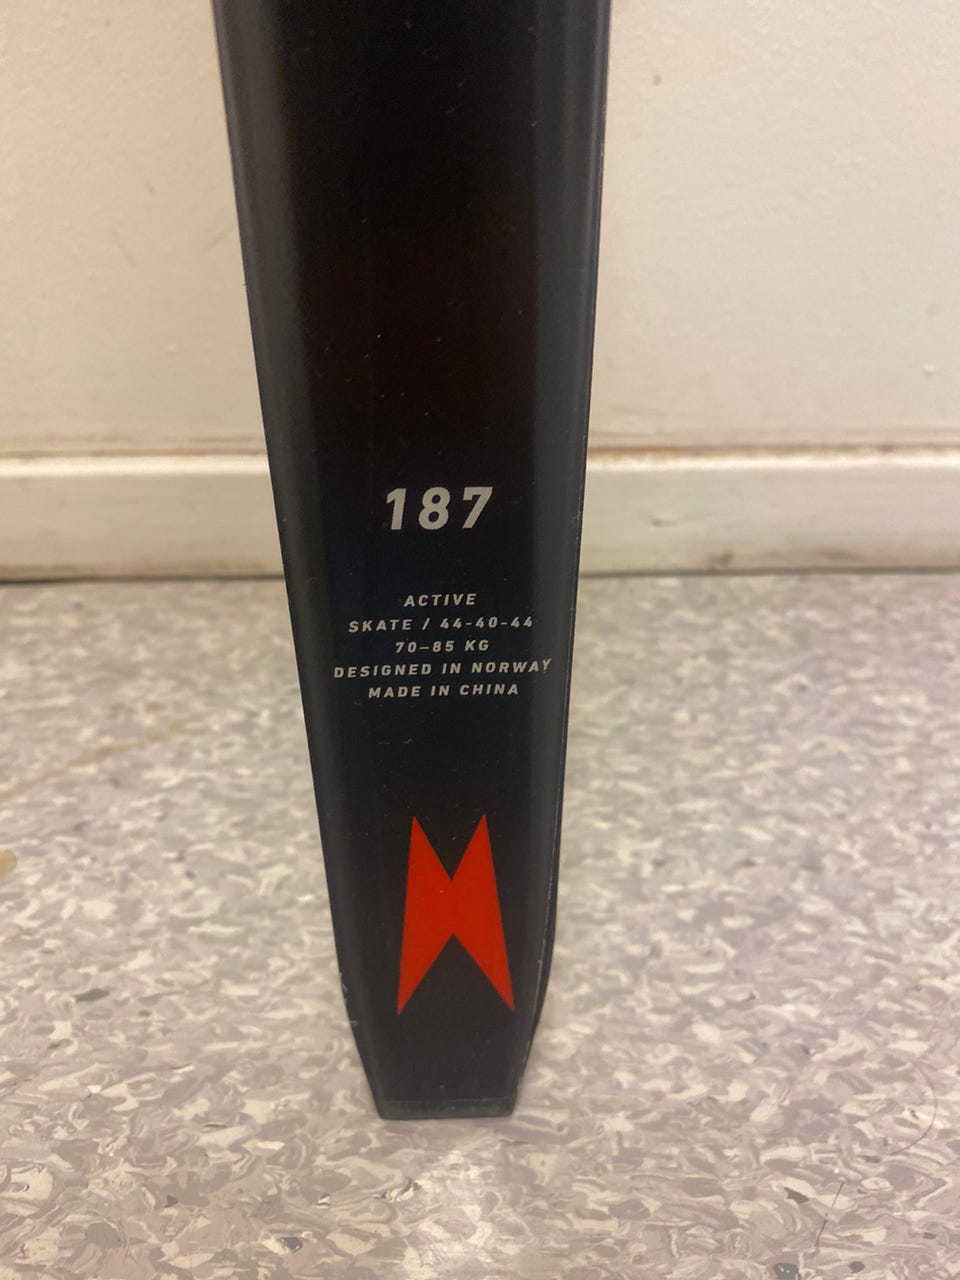 187
ACTIVE
SKATE / 44-40-44
70-85 KG
DESIGNED IN NORWAY
MADE IN CHINA